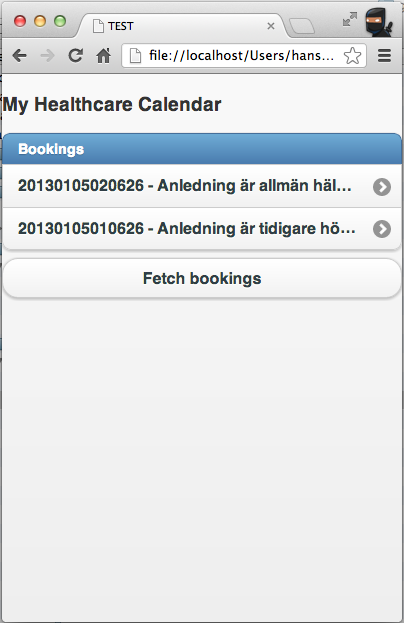 TEST
file://localhost/Users/hans...
My Healthcare Calendar
Bookings
20130105020626 - Anledning är allmän häl...
20130105010626 - Anledning är tidigare hö...
Fetch bookings